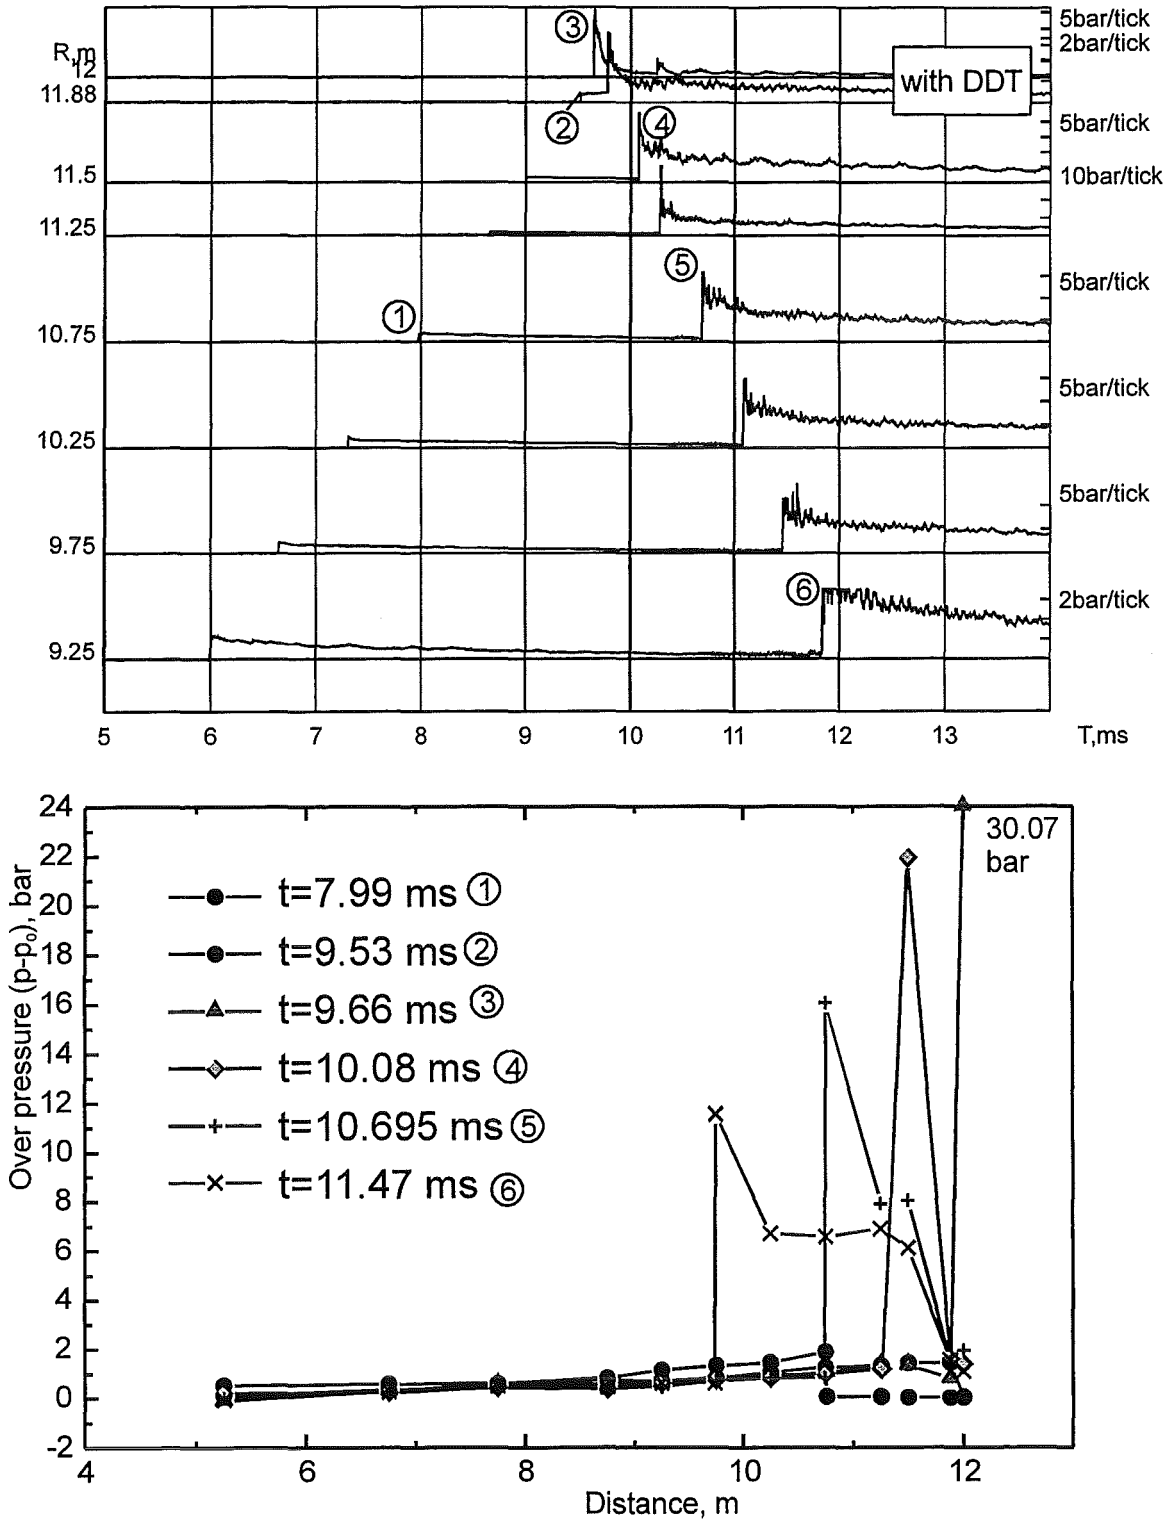 ③
5bar/tick
2bar/tick
R,m
12
with DDT
11.88
②
④
5bar/tick
11.5
10bar/tick
11.25
⑤
5bar/tick
①
10.75
5bar/tick
10.25
5bar/tick
9.75
⑥
2bar/tick
9.25
5 6 7 8 9 10 11 12 13 T,ms
24
30.07
bar
22
20
18
16
14
12
10
8
6
4
2
0
-2
Over pressure (p-p₀), bar
t=7.99 ms ①
t=9.53 ms ②
t=9.66 ms ③
t=10.08 ms ④
t=10.695 ms ⑤
t=11.47 ms ⑥
4 6 8 10 12
Distance, m